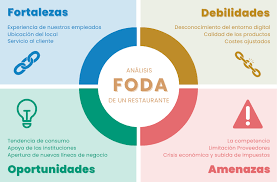 Fortalezas
Experiencia de nuestros empleados
Ubicación del local
Servicio al cliente
Debilidades
Desconocimiento del entorno digital
Calidad de los productos
Costes ajustados
ANÁLISIS
FODA
DE UN RESTAURANTE
Tendencia de consumo
Apoyo de las instituciones
Apertura de nuevas líneas de negocio
Oportunidades
La competencia
Limitación Proveedores
Crisis económica y subida de impuestos
Amenazas